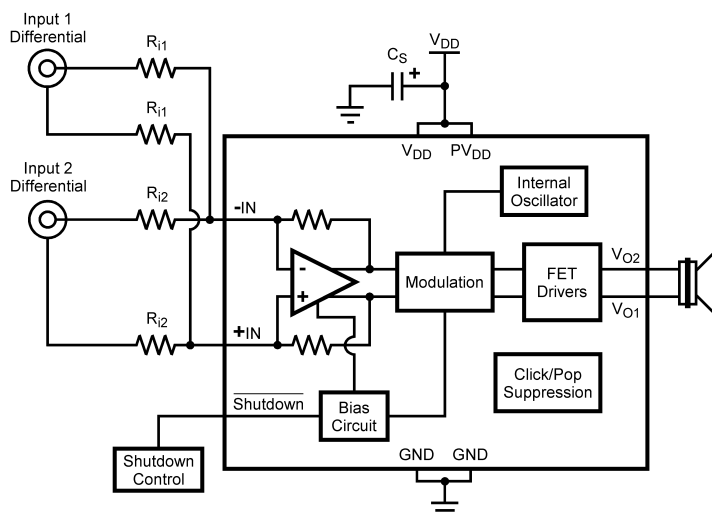 Input 1
Differential
Ri1
Ri1
CS
+
VDD
VDD
PVDD
Input 2
Differential
Ri2
-IN
Internal
Oscillator
-
+
Modulation
FET
Drivers
VO2
VO1
Ri2
+IN
Click/Pop
Suppression
Shutdown
Bias
Circuit
Shutdown
Control
GND
GND